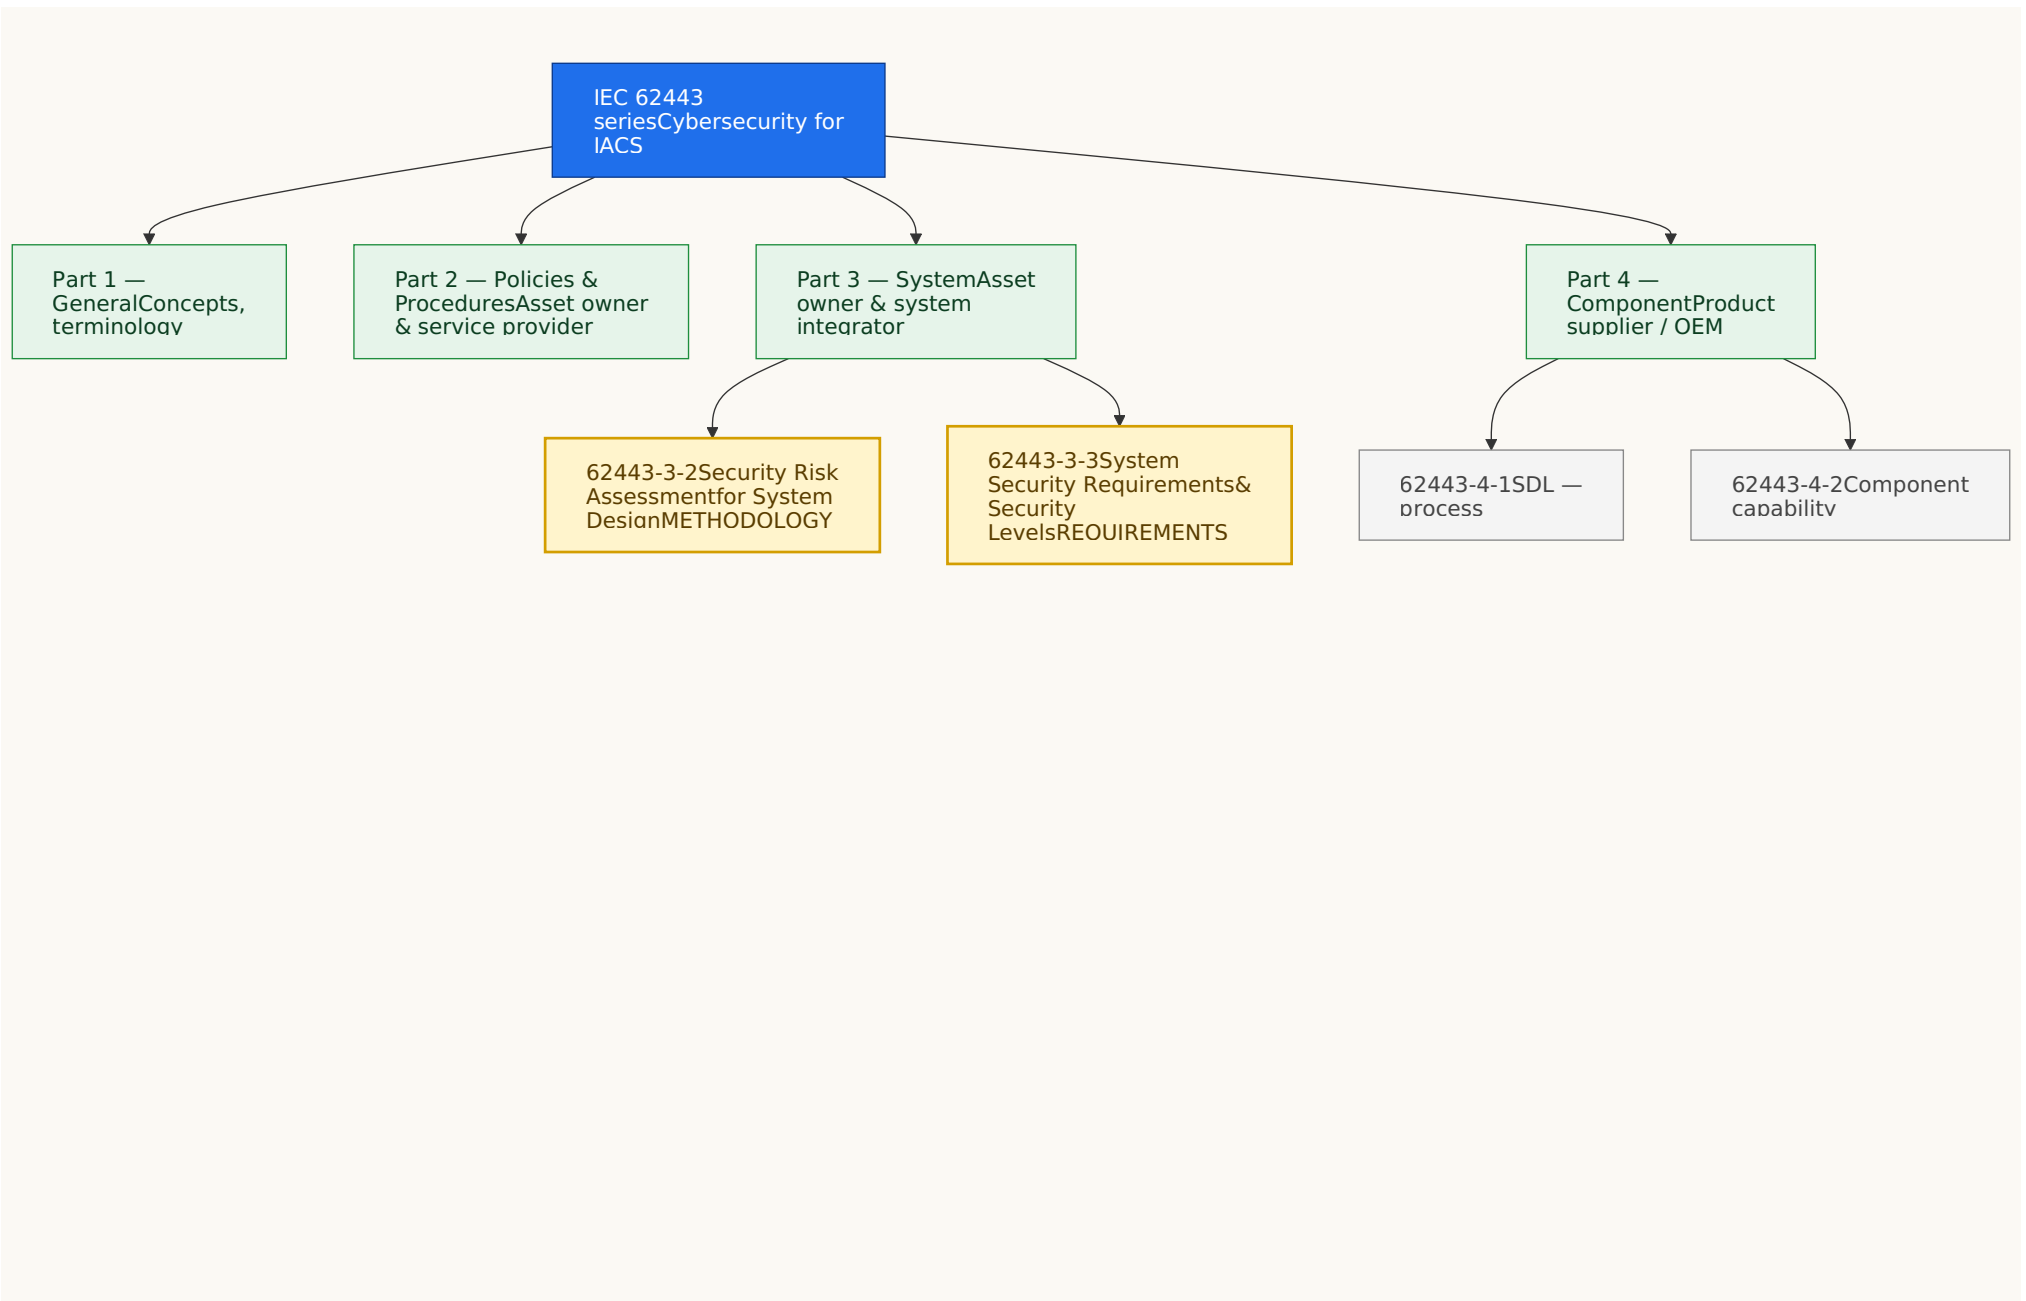 IEC 62443
seriesCybersecurity for
IACS
Part 1 —
GeneralConcepts,
terminology
Part 2 — Policies &
ProceduresAsset owner
& service provider
Part 3 — SystemAsset
owner & system
integrator
Part 4 —
ComponentProduct
supplier / OEM
62443-3-2Security Risk
Assessmentfor System
DesignMETHODOLOGY
62443-3-3System
Security Requirements&
Security
LevelsREQUIREMENTS
62443-4-1SDL —
process
62443-4-2Component
capability